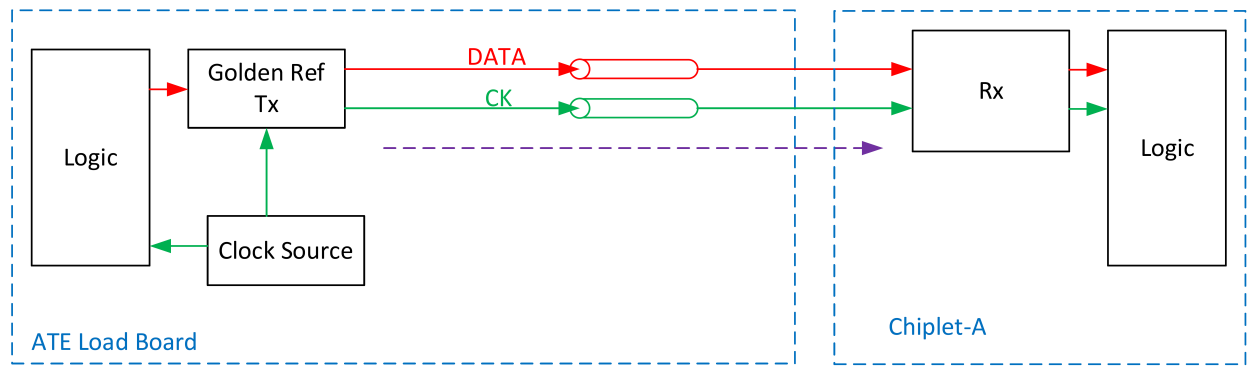 DATA
Golden Ref
Tx
Rx
CK
Logic
Logic
Clock Source
ATE Load Board
Chiplet-A